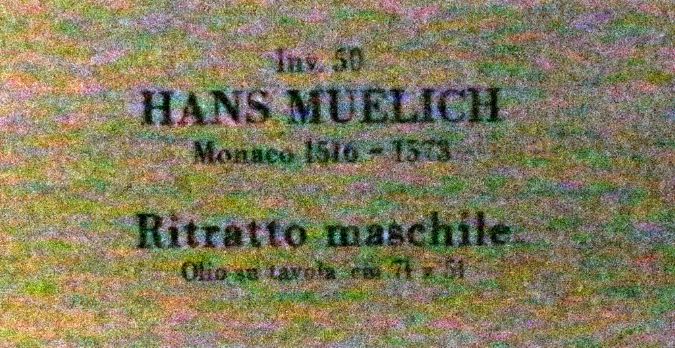 Inv. 50
HANS MUELICH
Monaco 1516 - 1573
Ritratto maschile
Olio su tavola cm 71 x 51